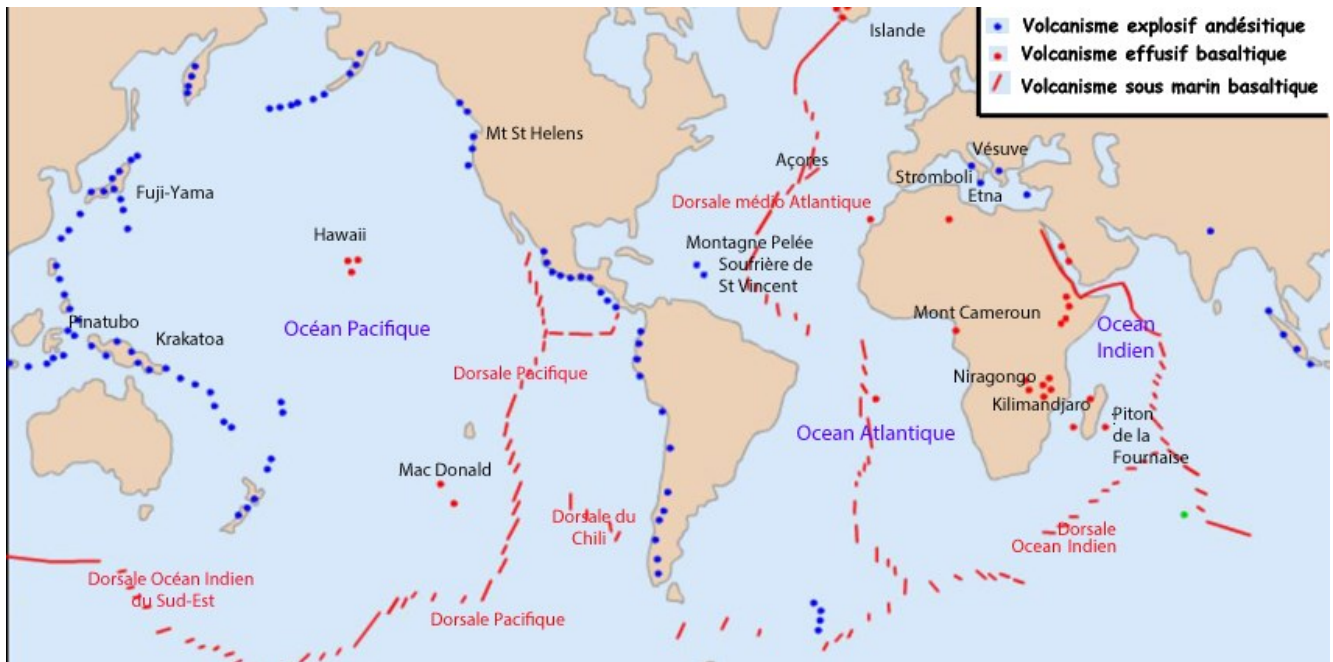 Islande
Volcanisme explosif andésitique
Volcanisme effusif basaltique
Volcanisme sous marin basaltique
Mt St Helens
Fuji-Yama
Açores
Vésuve
Stromboli
Etna
Dorsale médio Atlantique
Hawaii
Montagne Pelée
Soufrière de
St Vincent
Pinatubo
Krakatoa
Océan Pacifique
Mont Cameroun
Ocean
Indien
Dorsale Pacifique
Niragongo
Kilimandjaro
Piton
de la
Fournaise
Ocean Atlantique
Mac Donald
Dorsale du
Chili
Dorsale
Ocean Indien
Dorsale Océan Indien
du Sud-Est
Dorsale Pacifique